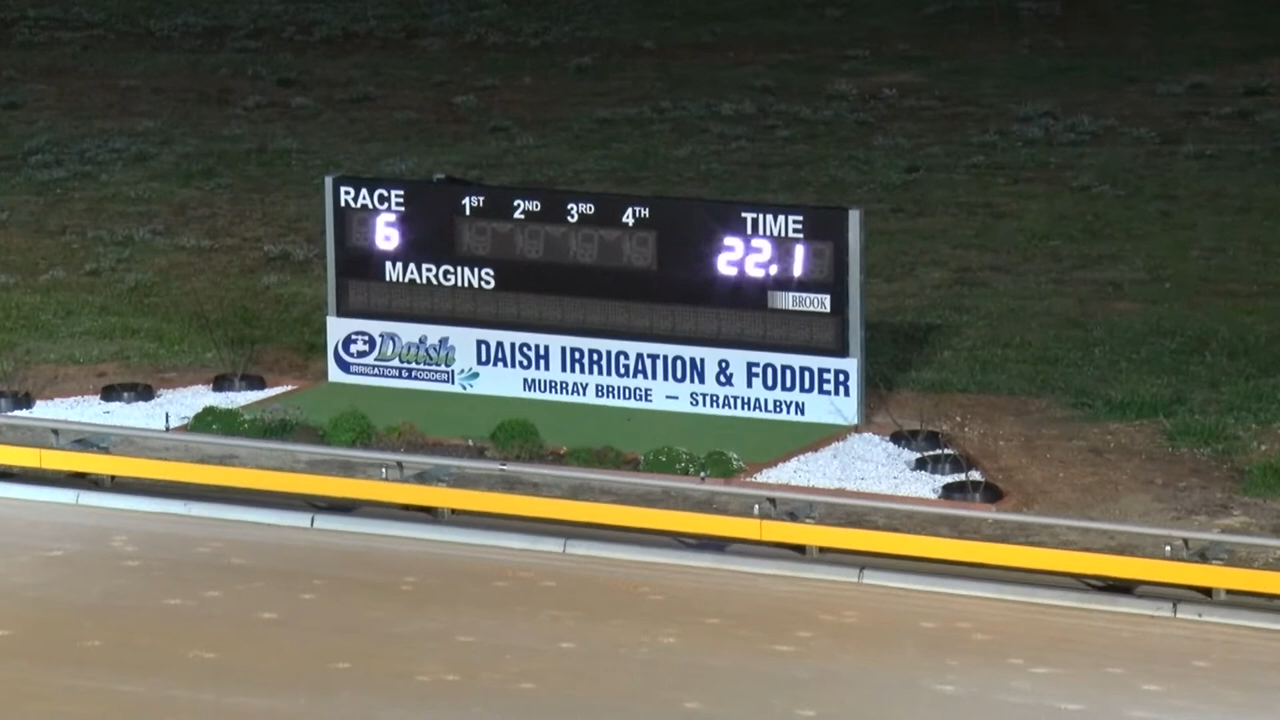 RACE 1ST 2ND 3RD 4TH TIME
6 22.1
MARGINS
BROOK
Daish
IRRIGATION & FODDER
DAISH IRRIGATION & FODDER
MURRAY BRIDGE – STRATHALBYN